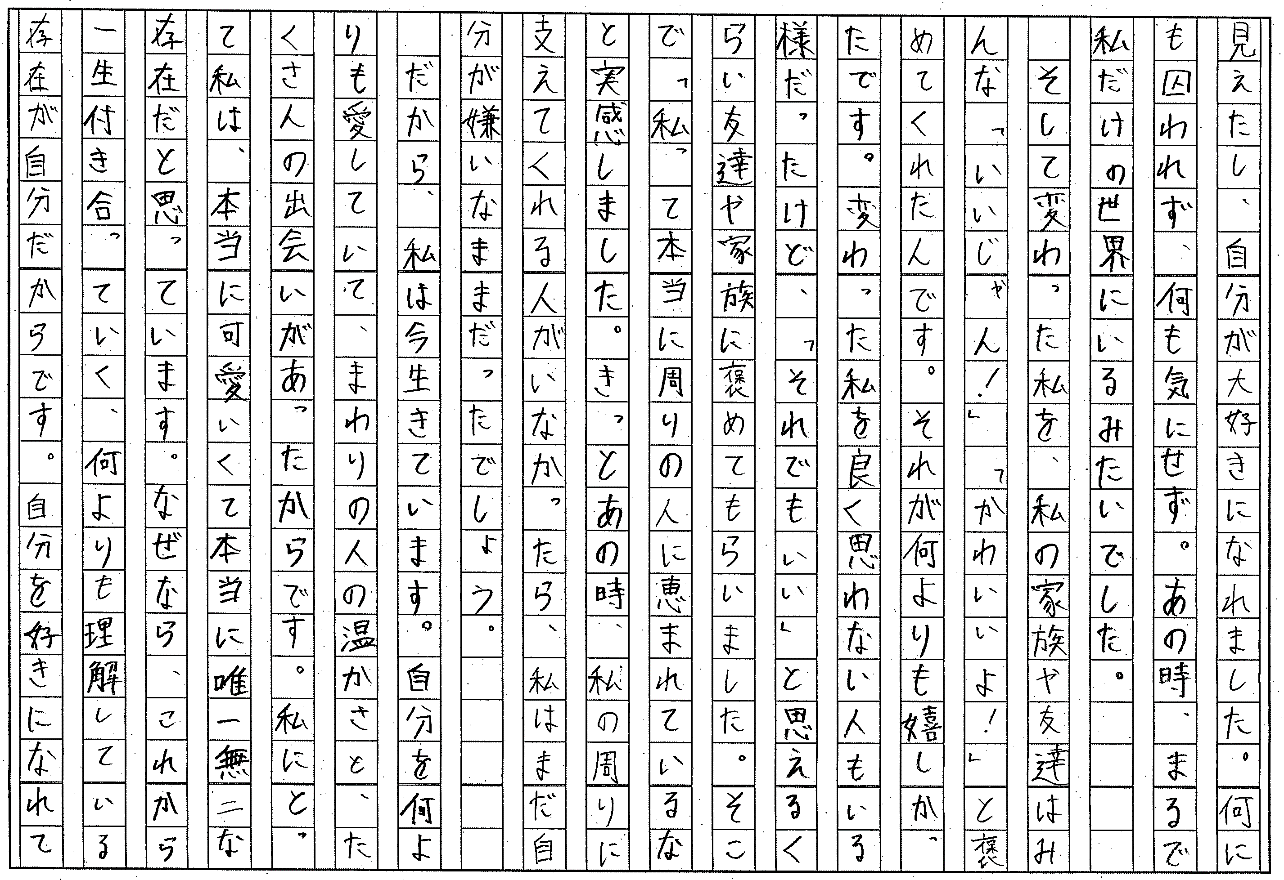 見えたし、自分が大好きになれました。何に
も囚われず、何も気にせず。あの時、まるで
私だけの世界にいるみたいでした。
そして変わった私を、私の家族や友達はみ
んな「いいじゃん！」「かわいいよ！」と褒
めてくれたんです。それが何よりも嬉しかっ
たです。変わった私を良く思わない人もいる
様だったけど、「それでもいい」と思えるく
らい友達や家族に褒めてもらいました。そこ
で「私って本当に周りの人に恵まれているな
と実感しました。きっとあの時、私の周りに
支えてくれる人がいなかったら、私はまだ自
分が嫌いなままだったでしょう。
だから、私は今生きています。自分を何よ
りも愛していて、まわりの人の温かさと、た
くさんの出会いがあったからです。私にとっ
て私は、本当に可愛いくて本当に唯一無二な
存在だと思っています。なぜなら、これから
一生付き合っていく、何よりも理解している
存在が自分だからです。自分を好きになれて